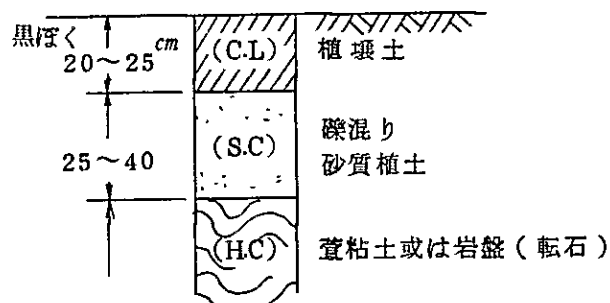 黒ぼく
20～25cm
(C.L)
植壌土
25～40
(S.C)
礫混り
砂質植土
(H.C)
萱粘土或は岩盤(転石)